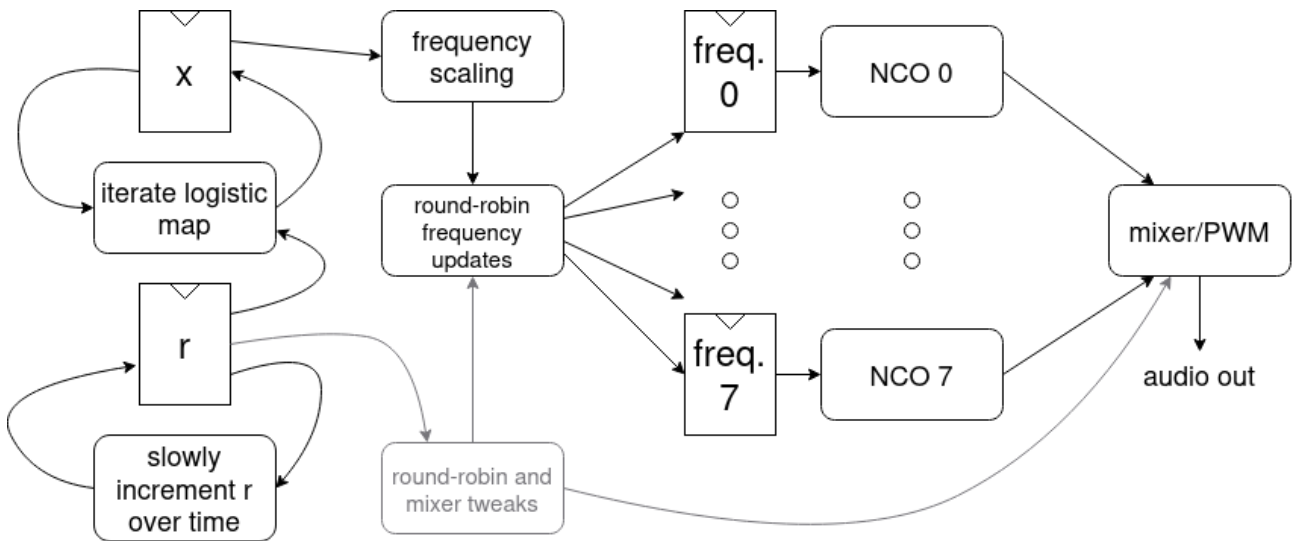 x
frequency
scaling
freq.
0
NCO 0
iterate logistic
map
round-robin
frequency
updates
mixer/PWM
r
freq.
7
NCO 7
audio out
slowly
increment r
over time
round-robin and
mixer tweaks